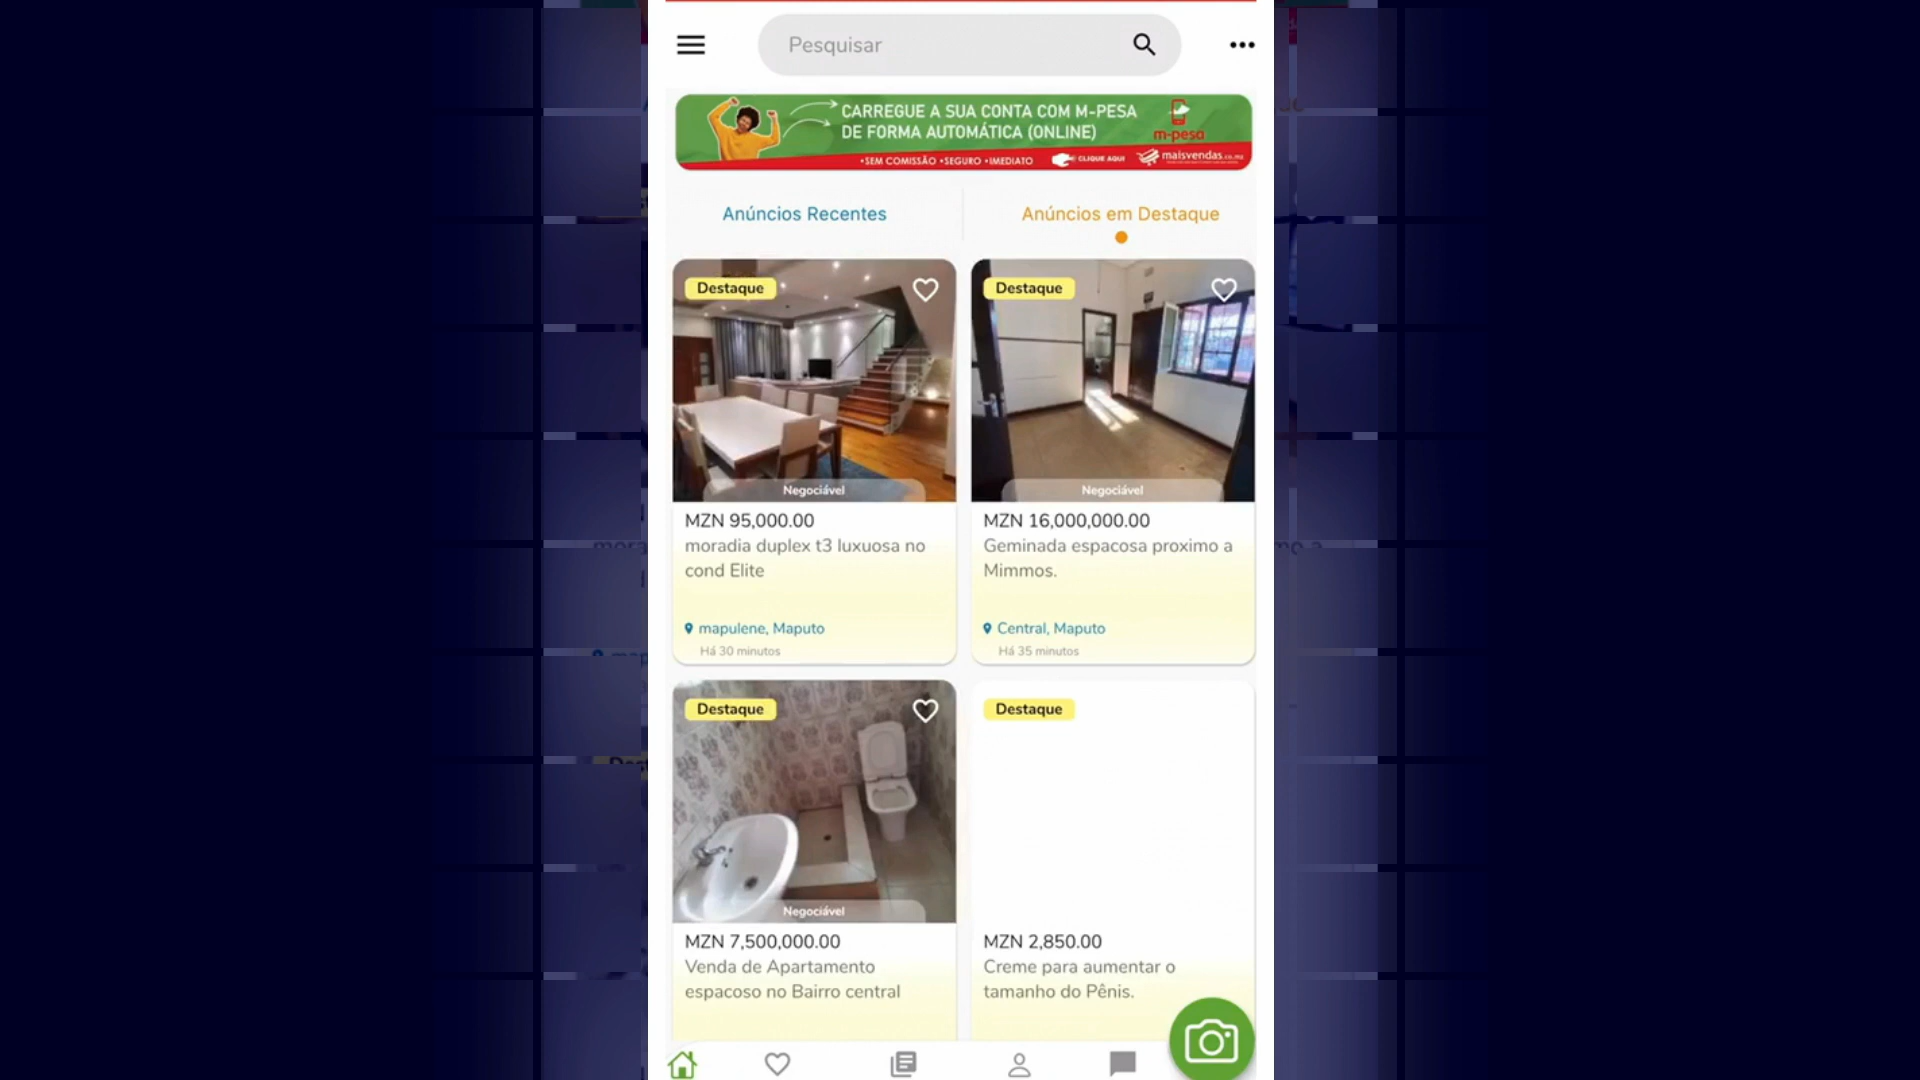 Pesquisar
CARREGUE A SUA CONTA COM M-PESA
DE FORMA AUTOMÁTICA (ONLINE)
m-pesa
•SEM COMISSÃO •SEGURO •IMEDIATO
CLIQUE AQUI
maisvendas.co.mz
Anúncios Recentes
Anúncios em Destaque
Destaque
Negociável
MZN 95,000.00
moradia duplex t3 luxuosa no
cond Elite
mapulene, Maputo
Há 30 minutos
Destaque
Negociável
MZN 16,000,000.00
Geminada espacosa proximo a
Mimmos.
Central, Maputo
Há 35 minutos
Destaque
Negociável
MZN 7,500,000.00
Venda de Apartamento
espacoso no Bairro central
Destaque
MZN 2,850.00
Creme para aumentar o
tamanho do Pênis.